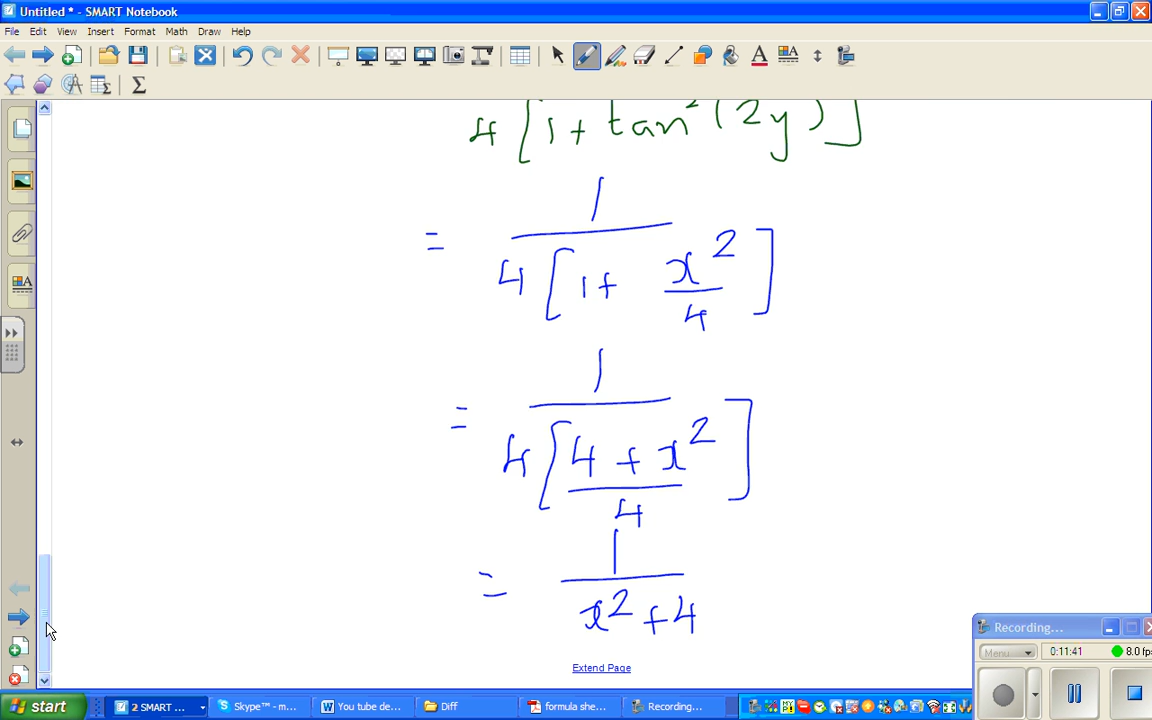 Untitled * - SMART Notebook
File Edit View Insert Format Math Draw Help
4[1+ tan²(2y)]
= 1
4[1+ x²/4]
= 1
4[4 + x²/4]
= 1
x²+4
Extend Page
Recording...
Menu...
0:11:41
8.0 fp
start
2 SMART ...
Skype™ - m...
You tube de...
Diff
formula she...
Recording...